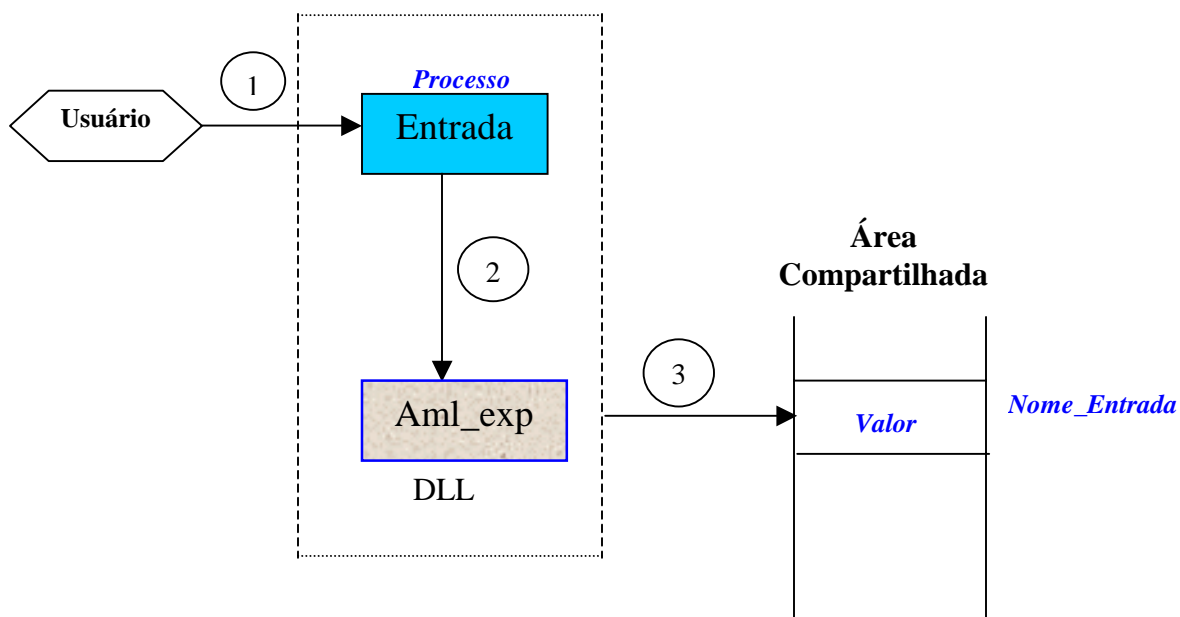 1
Processo
Usuário
Entrada
2
Área
Compartilhada
3
Aml_exp
Valor
Nome_Entrada
DLL